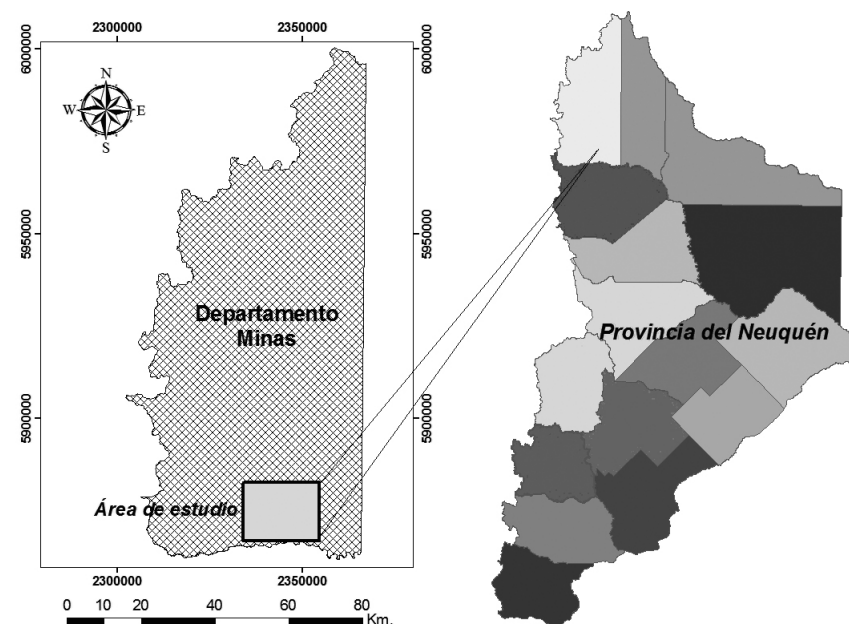 2300000 2350000
6000000 6000000
N
W E
S
5950000 5950000
Departamento
Minas
Provincia del Neuquén
5900000 5900000
Área de estudio
2300000 2350000
0 10 20 40 60 80
Km.